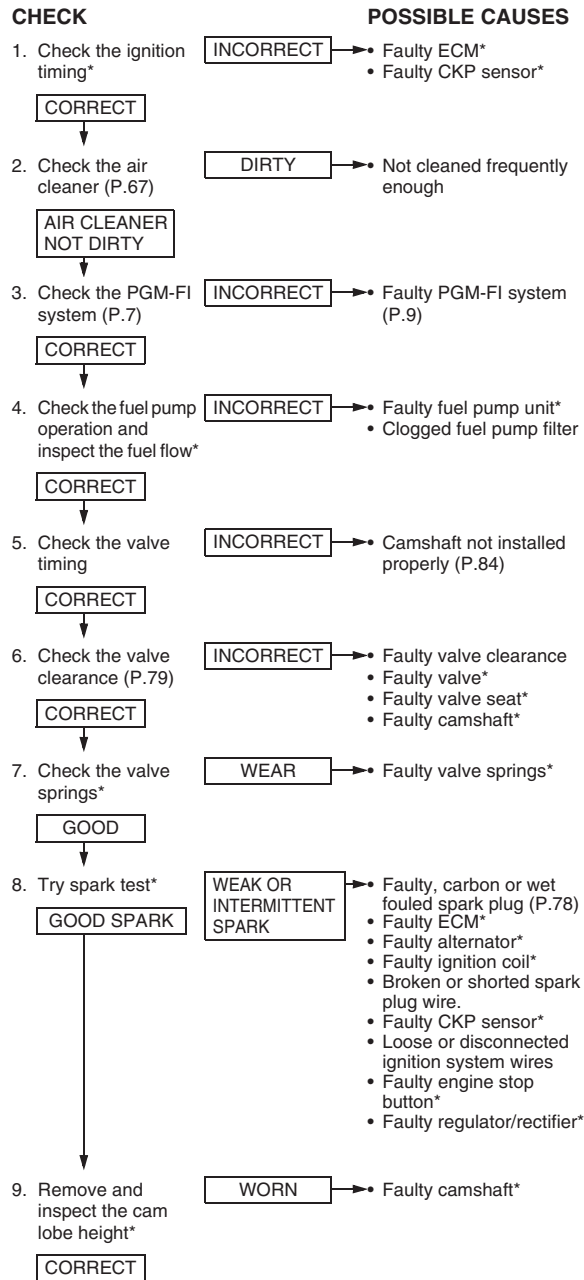 CHECK POSSIBLE CAUSES
1. Check the ignition
timing*
INCORRECT
• Faulty ECM*
• Faulty CKP sensor*
CORRECT
2. Check the air
cleaner (P.67)
DIRTY
• Not cleaned frequently
enough
AIR CLEANER
NOT DIRTY
3. Check the PGM-FI
system (P.7)
INCORRECT
• Faulty PGM-FI system
(P.9)
CORRECT
4. Check the fuel pump
operation and
inspect the fuel flow*
INCORRECT
• Faulty fuel pump unit*
• Clogged fuel pump filter
CORRECT
5. Check the valve
timing
INCORRECT
• Camshaft not installed
properly (P.84)
CORRECT
6. Check the valve
clearance (P.79)
INCORRECT
• Faulty valve clearance
• Faulty valve*
• Faulty valve seat*
• Faulty camshaft*
CORRECT
7. Check the valve
springs*
WEAR
• Faulty valve springs*
GOOD
8. Try spark test*
WEAK OR
INTERMITTENT
SPARK
• Faulty, carbon or wet
fouled spark plug (P.78)
• Faulty ECM*
• Faulty alternator*
• Faulty ignition coil*
• Broken or shorted spark
plug wire.
• Faulty CKP sensor*
• Loose or disconnected
ignition system wires
• Faulty engine stop
button*
• Faulty regulator/rectifier*
GOOD SPARK
9. Remove and
inspect the cam
lobe height*
WORN
• Faulty camshaft*
CORRECT